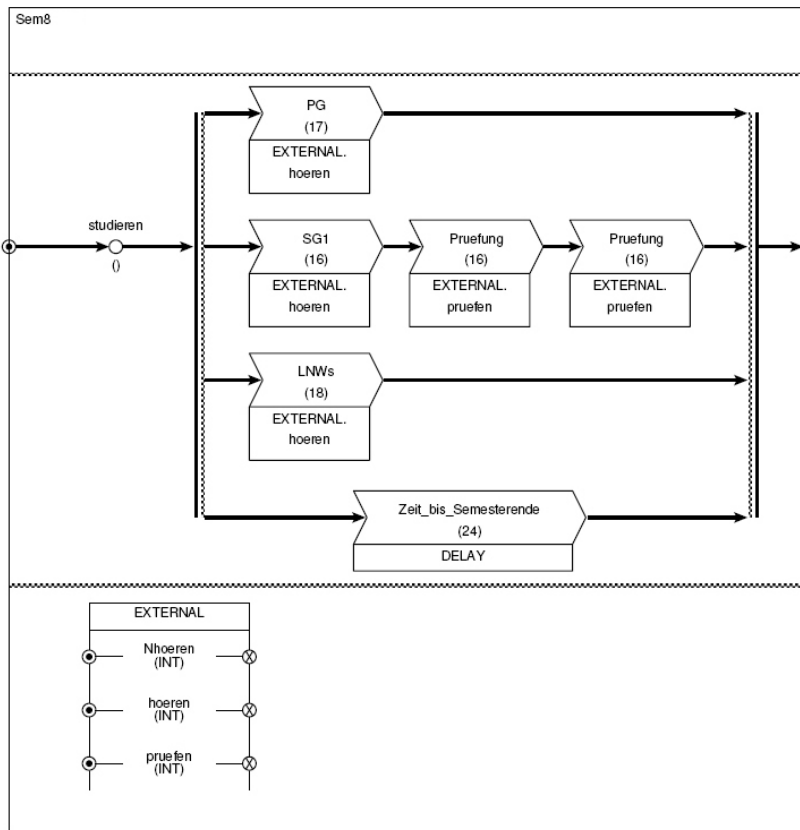 Sem8
PG
(17)
EXTERNAL.
hoeren
studieren
()
SG1
(16)
EXTERNAL.
hoeren
Pruefung
(16)
EXTERNAL.
pruefen
Pruefung
(16)
EXTERNAL.
pruefen
LNWs
(18)
EXTERNAL.
hoeren
Zeit_bis_Semesterende
(24)
DELAY
EXTERNAL
Nhoeren
(INT)
hoeren
(INT)
pruefen
(INT)